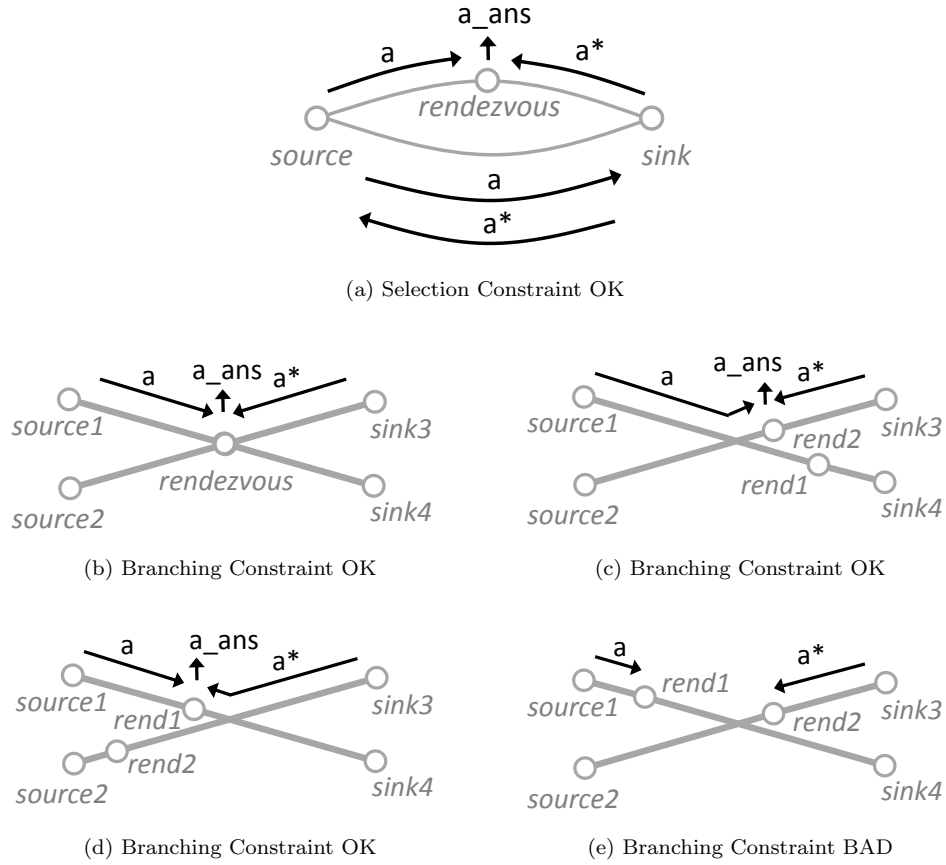 a_ans
a
a*
rendezvous
source
sink
a
a*
(a) Selection Constraint OK
a
a_ans
a*
source1
sink3
rendezvous
source2
sink4
(b) Branching Constraint OK
a
a_ans
a*
source1
rend2
sink3
rend1
source2
sink4
(c) Branching Constraint OK
a
a_ans
a*
source1
rend1
sink3
rend2
source2
sink4
(d) Branching Constraint OK
a
a*
rend1
source1
rend2
sink3
source2
sink4
(e) Branching Constraint BAD